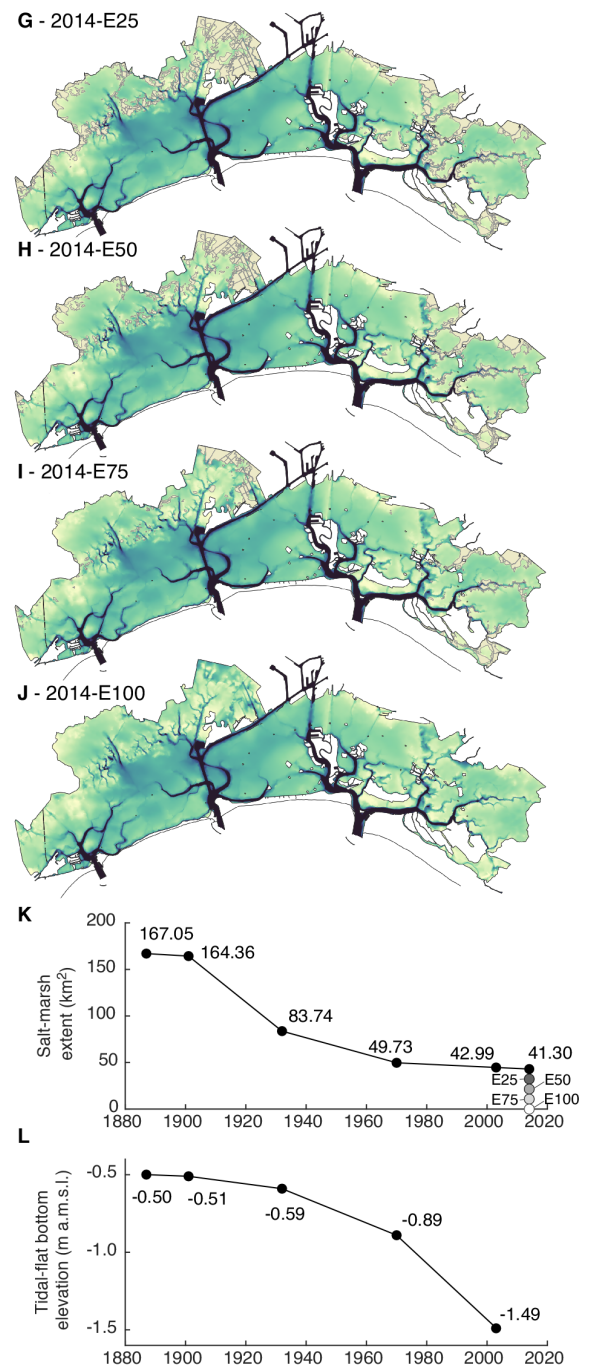 G - 2014-E25
H - 2014-E50
I - 2014-E75
J - 2014-E100
K
Salt-marsh
extent (km²)
200
150
100
50
0
167.05
164.36
83.74
49.73
42.99
41.30
E25
E50
E75
E100
1880 1900 1920 1940 1960 1980 2000 2020
L
Tidal-flat bottom
elevation (m a.m.s.l.)
-0.5
-1.0
-1.5
-0.50
-0.51
-0.59
-0.89
-1.49
1880 1900 1920 1940 1960 1980 2000 2020